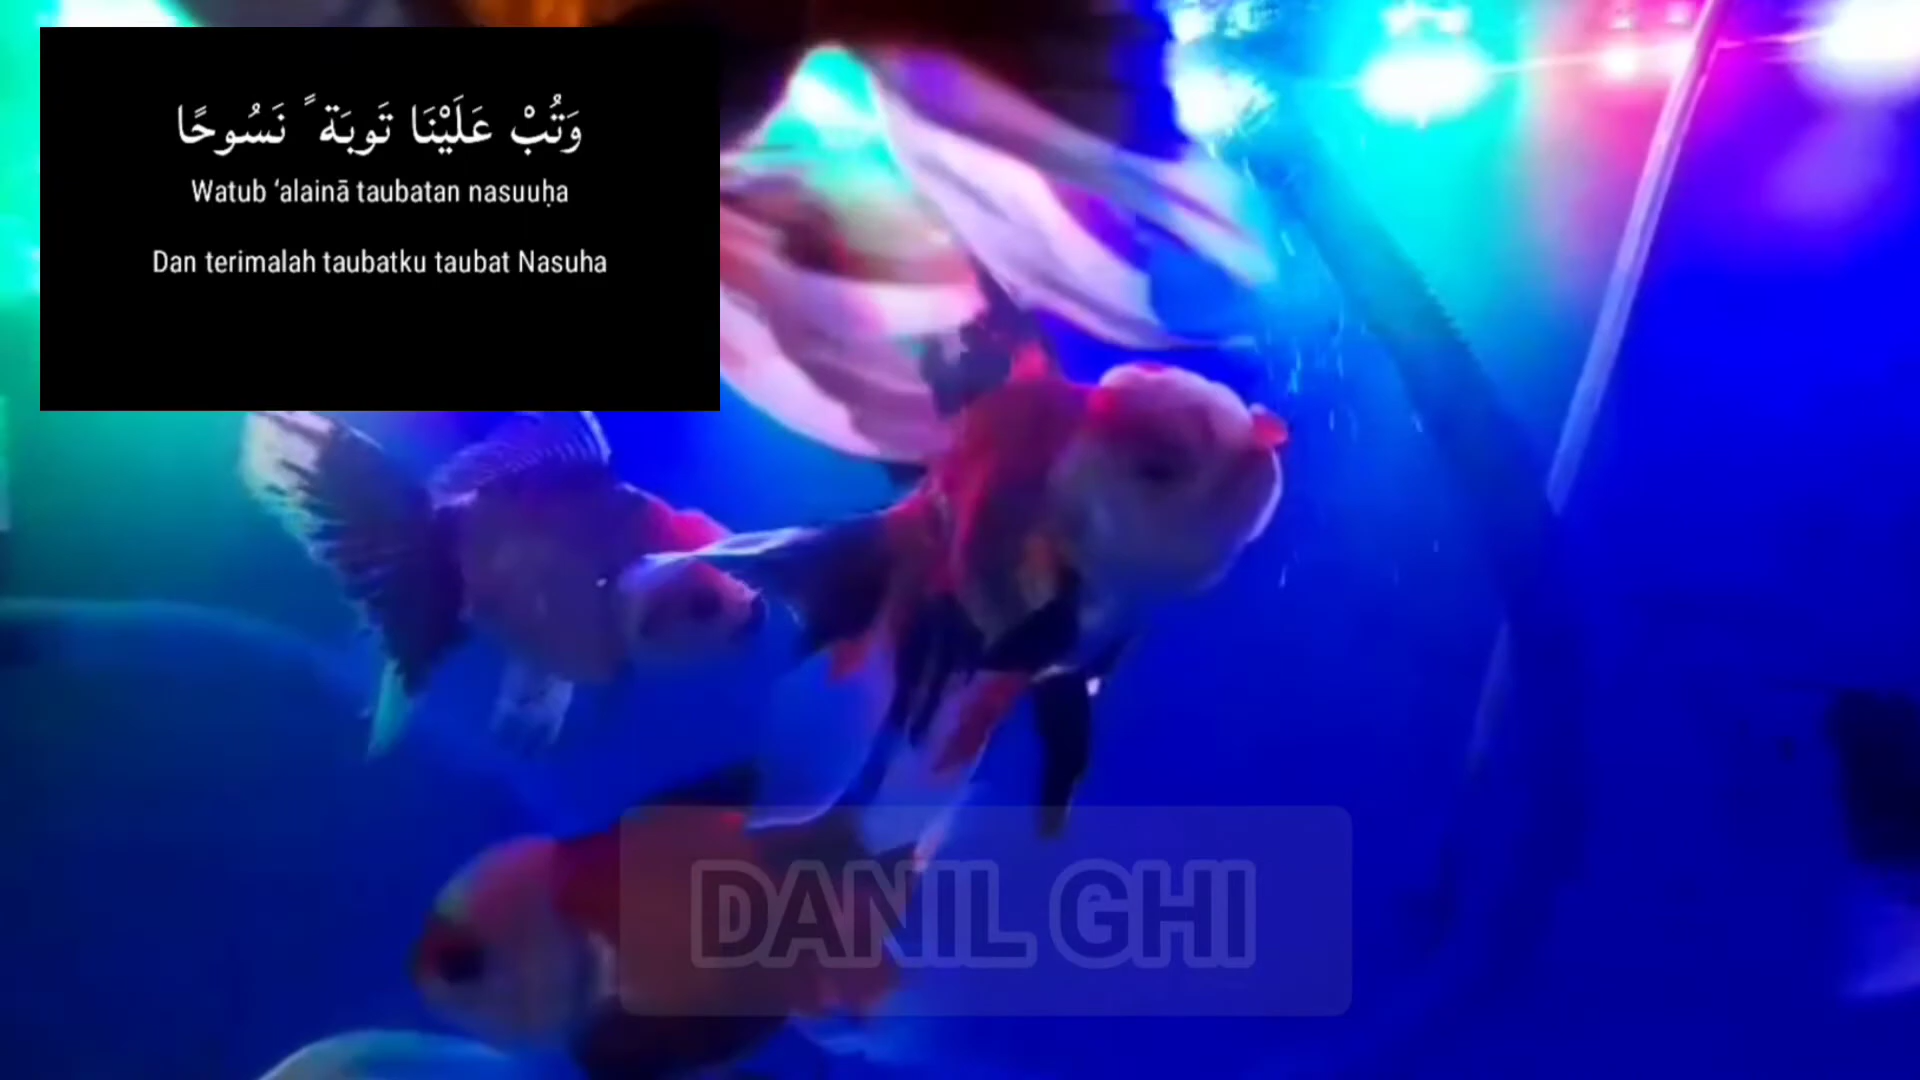 وَتُبْ عَلَيْنَا تَوبَة ً نَسُوحًا
Watub ‘alainā taubatan nasuuḥa
Dan terimalah taubatku taubat Nasuha
DANIL GHI